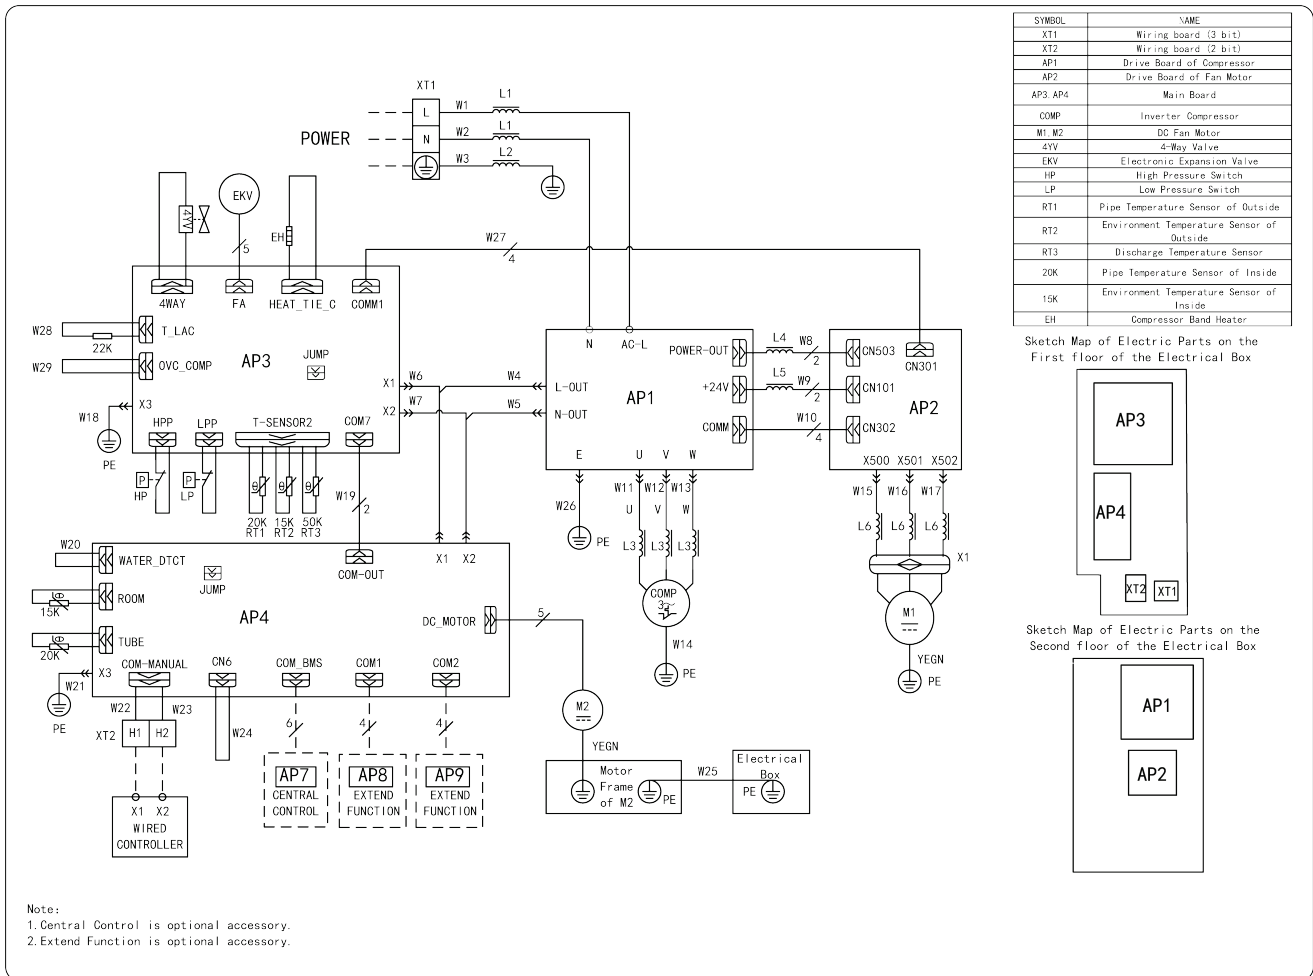 SYMBOL NAME
XT1 Wiring board (3 bit)
XT2 Wiring board (2 bit)
AP1 Drive Board of Compressor
AP2 Drive Board of Fan Motor
AP3. AP4 Main Board
COMP Inverter Compressor
M1. M2 DC Fan Motor
4YV 4-Way Valve
EKV Electronic Expansion Valve
HP High Pressure Switch
LP Low Pressure Switch
RT1 Pipe Temperature Sensor of Outside
RT2 Environment Temperature Sensor of
Outside
RT3 Discharge Temperature Sensor
20K Pipe Temperature Sensor of Inside
15K Environment Temperature Sensor of
Inside
EH Compressor Band Heater
Sketch Map of Electric Parts on the
First floor of the Electrical Box
AP3
AP4
XT2 XT1
Sketch Map of Electric Parts on the
Second floor of the Electrical Box
AP1
AP2
XT1
L W1 L1
POWER
N W2 L1
W3 L2
4YV
EKV
5
EH
W27
4
4WAY FA HEAT_TIE_C COMM1
W28 T_LAC
22K
W29 OVC_COMP
AP3
JUMP
X1 W6
X2 W7
X3
W18
PE
HPP LPP T-SENSOR2 COM7
P HP
P LP
θ θ θ
20K 15K 50K
RT1 RT2 RT3
W19
2
W4
W5
N AC-L
POWER-OUT L4 W8
2
+24V L5 W9
2
COMM W10
4
L-OUT
N-OUT
AP1
E U V W
W26
PE
W11 W12 W13
U V W
L3 L3 L3
COMP
3~
W14
PE
CN503
CN301
CN101
AP2
CN302
X500 X501 X502
W15 W16 W17
L6 L6 L6
X1
M1
YEGN
PE
W20 WATER_DTCT
JUMP
COM-OUT
X1 X2
ROOM
θ
15K
AP4
DC_MOTOR
5
TUBE
θ
20K
X3
W21
PE
COM-MANUAL CN6 COM_BMS COM1 COM2
W22 W23
W24
6 4 4
XT2 H1 H2
X1 X2
WIRED
CONTROLLER
AP7
CENTRAL
CONTROL
AP8
EXTEND
FUNCTION
AP9
EXTEND
FUNCTION
M2
YEGN
Motor
Frame
of M2
PE
W25
Electrical
Box
PE
Note:
1.Central Control is optional accessory.
2.Extend Function is optional accessory.